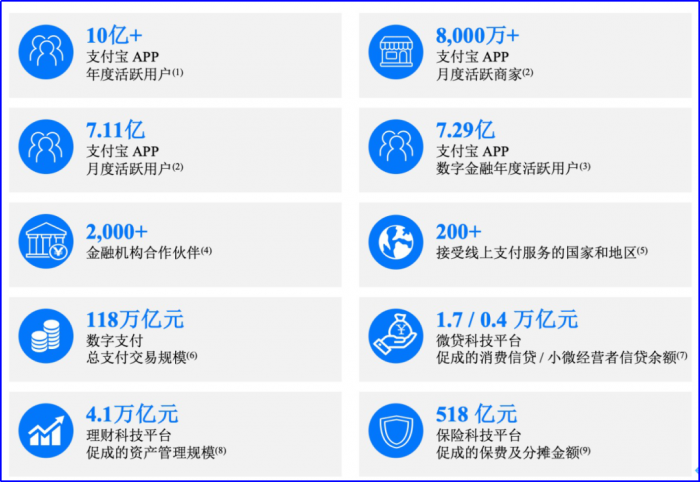 10亿+
支付宝 APP
年度活跃用户(1)
8,000万+
支付宝 APP
月度活跃商家(2)
7.11亿
支付宝 APP
月度活跃用户(2)
7.29亿
支付宝 APP
数字金融年度活跃用户(3)
2,000+
金融机构合作伙伴(4)
200+
接受线上支付服务的国家和地区(5)
118万亿元
数字支付
总支付交易规模(6)
1.7 / 0.4 万亿元
微贷科技平台
促成的消费信贷 / 小微经营者信贷余额(7)
4.1万亿元
理财科技平台
促成的资产管理规模(8)
518 亿元
保险科技平台
促成的保费及分摊金额(9)